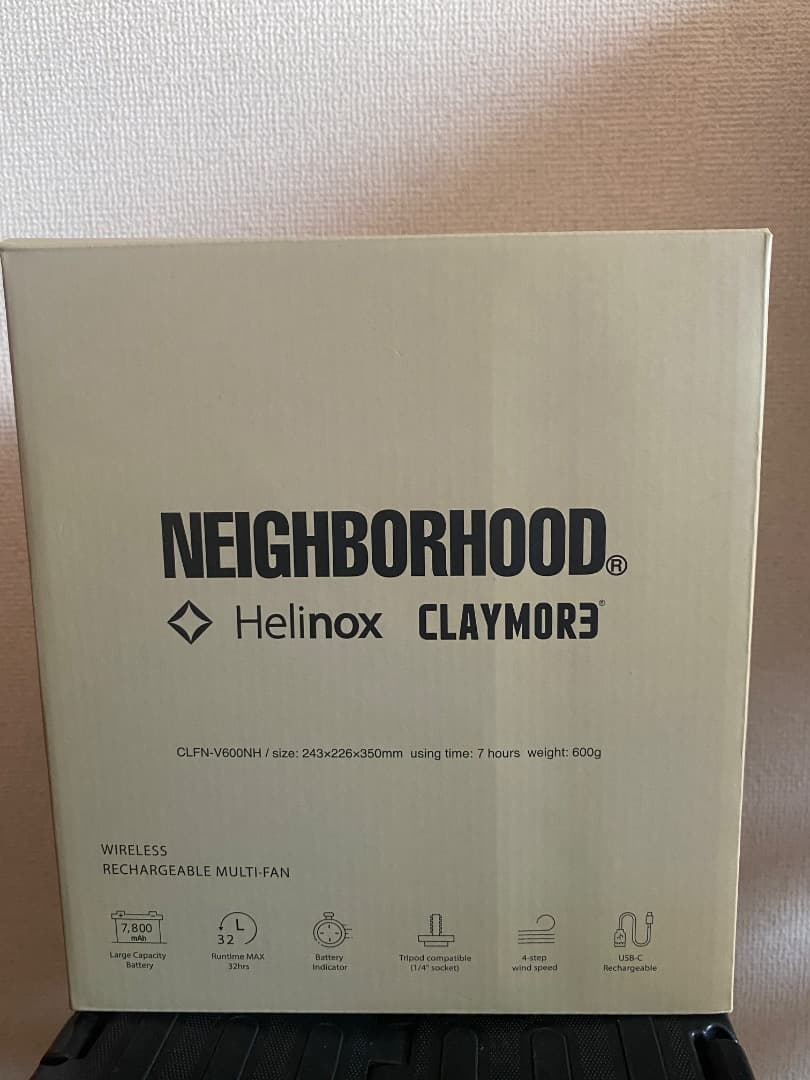 NEIGHBORHOOD®
Helinox CLAYMOR3®
CLFN-V600NH / size: 243×226×350mm using time: 7 hours weight: 600g
WIRELESS
RECHARGEABLE MULTI-FAN
7,800
mAh
Large Capacity
Battery
32
Runtime MAX
32hrs
Battery
Indicator
Tripod compatible
(1/4" socket)
4-step
wind speed
USB-C
Rechargeable